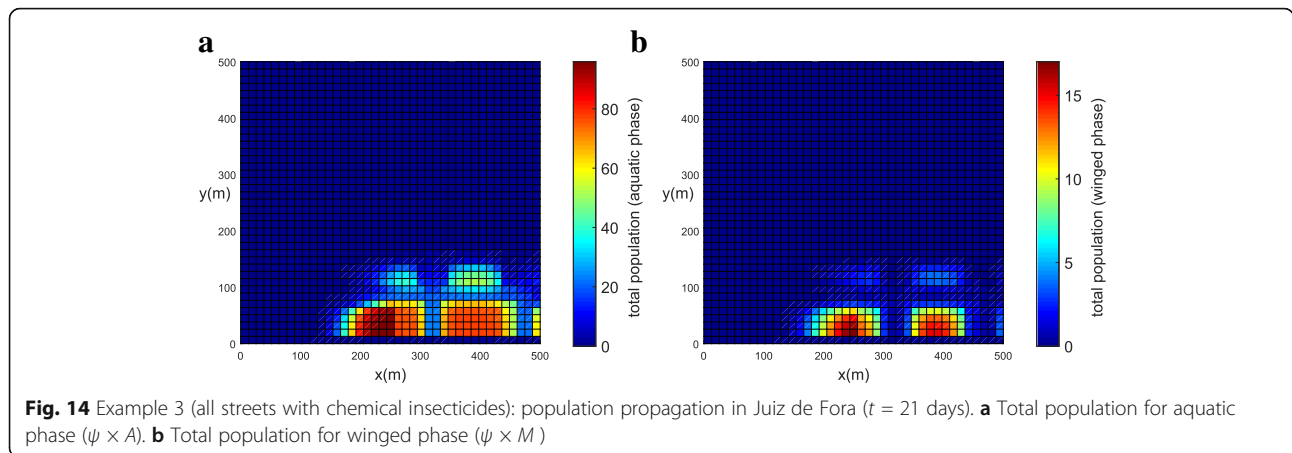 a
b
500
400
300
y(m)
200
100
0
0 100 200 300 400 500
x(m)
80
60
40
20
0
total population (aquatic phase)
500
400
300
y(m)
200
100
0
0 100 200 300 400 500
x(m)
15
10
5
0
total population (winged phase)
Fig. 14 Example 3 (all streets with chemical insecticides): population propagation in Juiz de Fora (t = 21 days). a Total population for aquatic
phase (ψ × A). b Total population for winged phase (ψ × M )